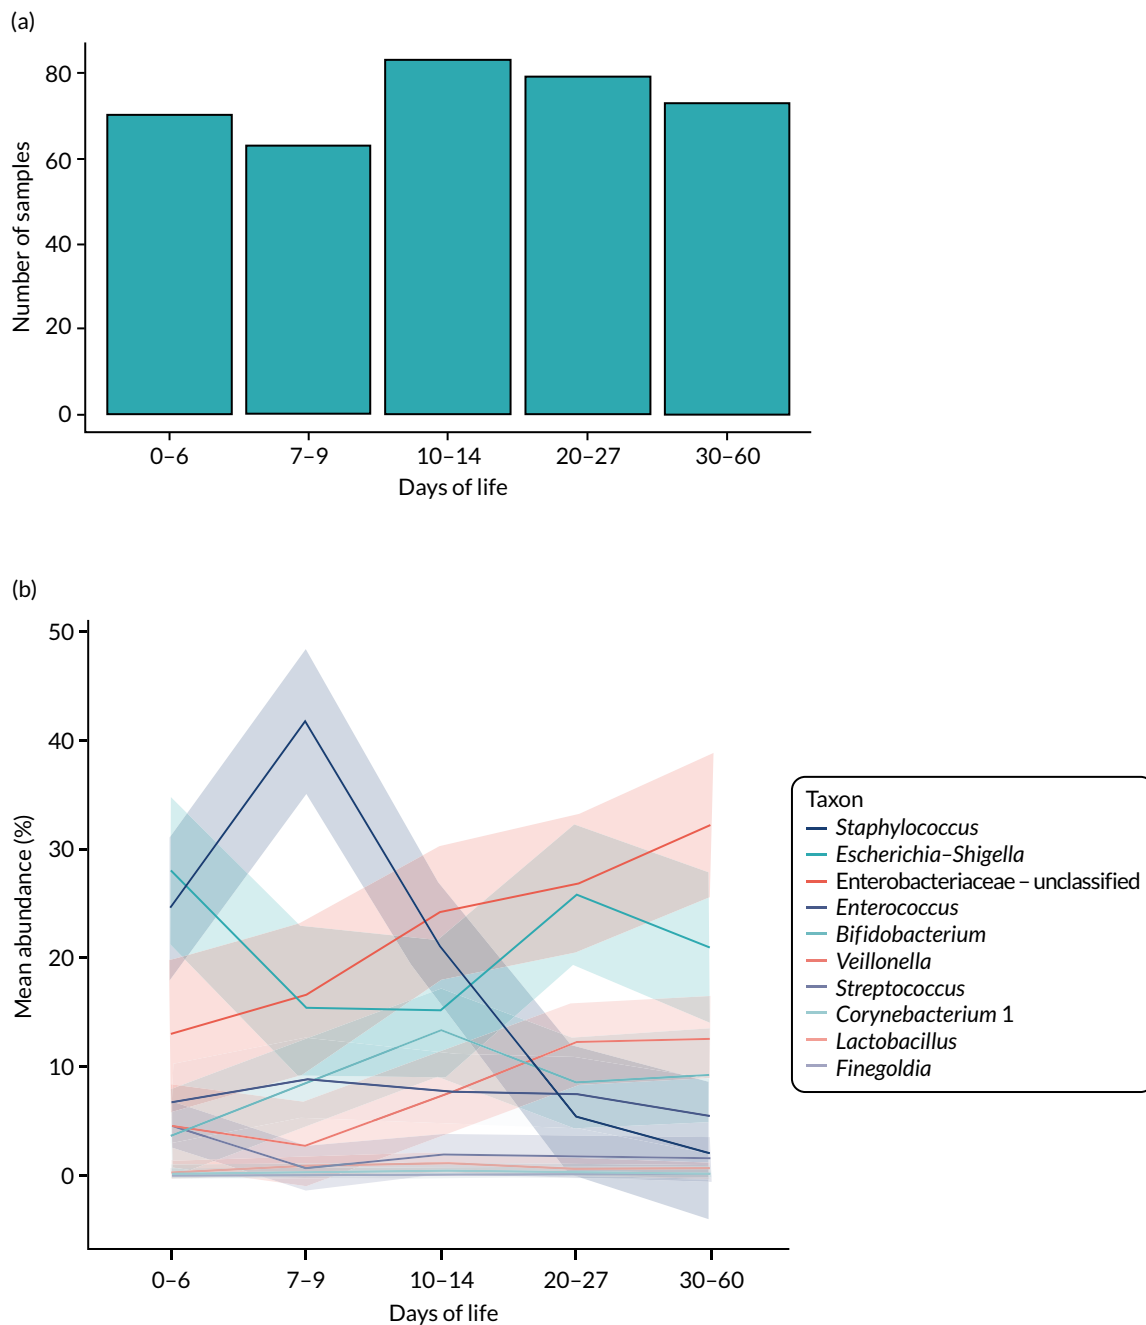 (a)
80
60
40
20
0
Number of samples
0–6 7–9 10–14 20–27 30–60
Days of life
(b)
50
40
30
20
10
0
Mean abundance (%)
0–6 7–9 10–14 20–27 30–60
Days of life
Taxon
Staphylococcus
Escherichia–Shigella
Enterobacteriaceae – unclassified
Enterococcus
Bifidobacterium
Veillonella
Streptococcus
Corynebacterium 1
Lactobacillus
Finegoldia